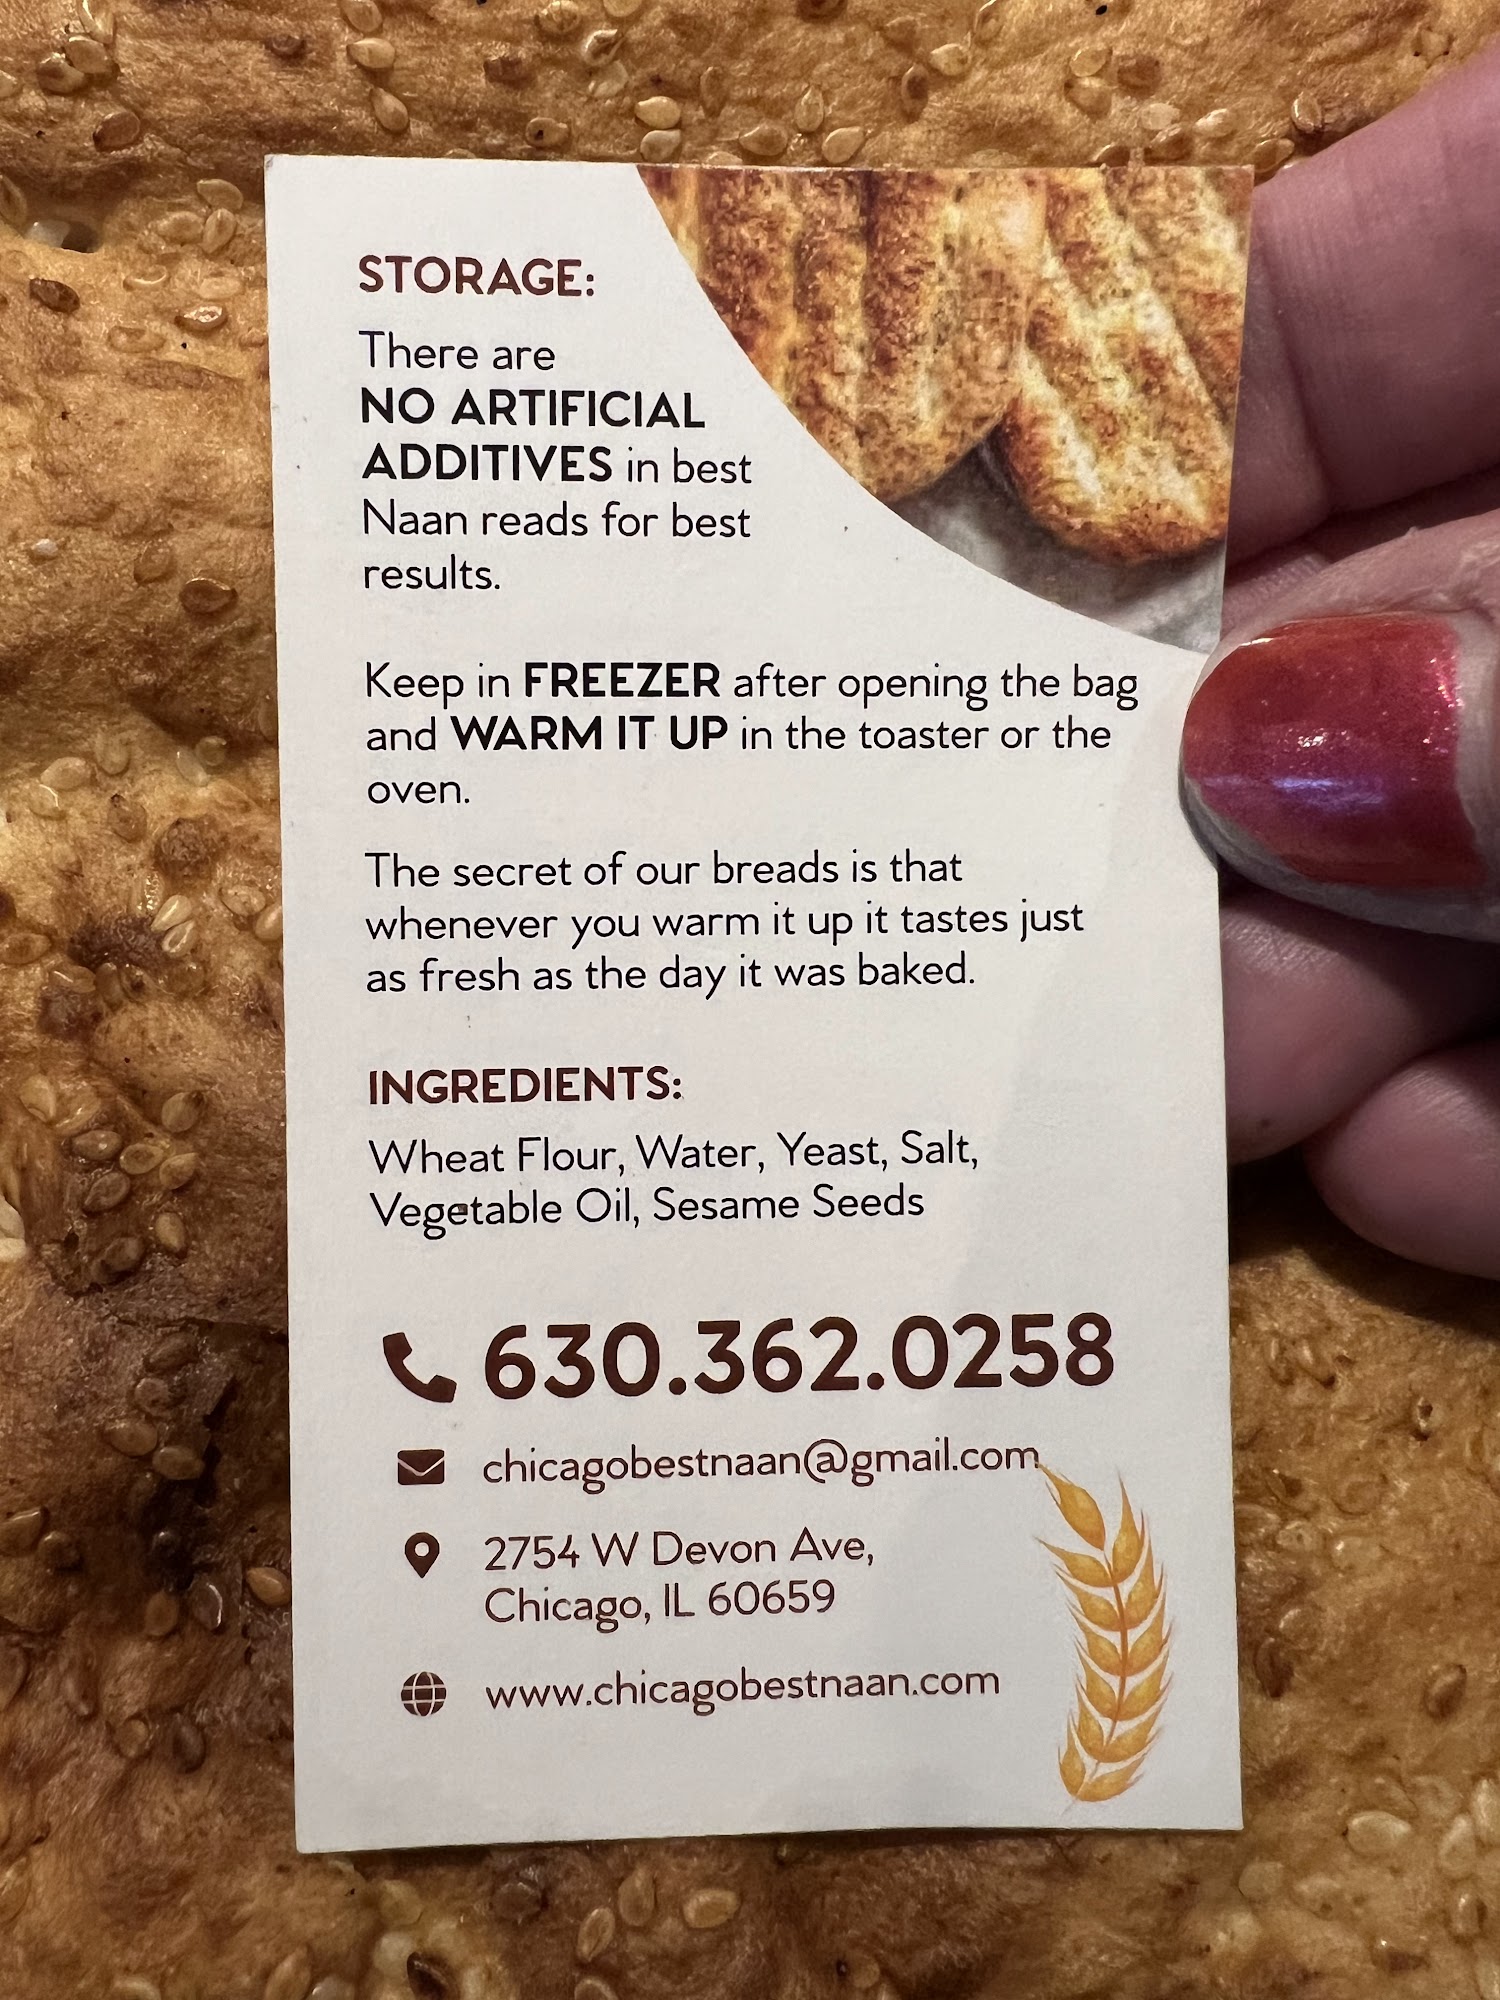 STORAGE:
There are
NO ARTIFICIAL
ADDITIVES in best
Naan reads for best
results.
Keep in FREEZER after opening the bag
and WARM IT UP in the toaster or the
oven.
The secret of our breads is that
whenever you warm it up it tastes just
as fresh as the day it was baked.
INGREDIENTS:
Wheat Flour, Water, Yeast, Salt,
Vegetable Oil, Sesame Seeds
630.362.0258
chicagobestnaan@gmail.com
2754 W Devon Ave,
Chicago, IL 60659
www.chicagobestnaan.com